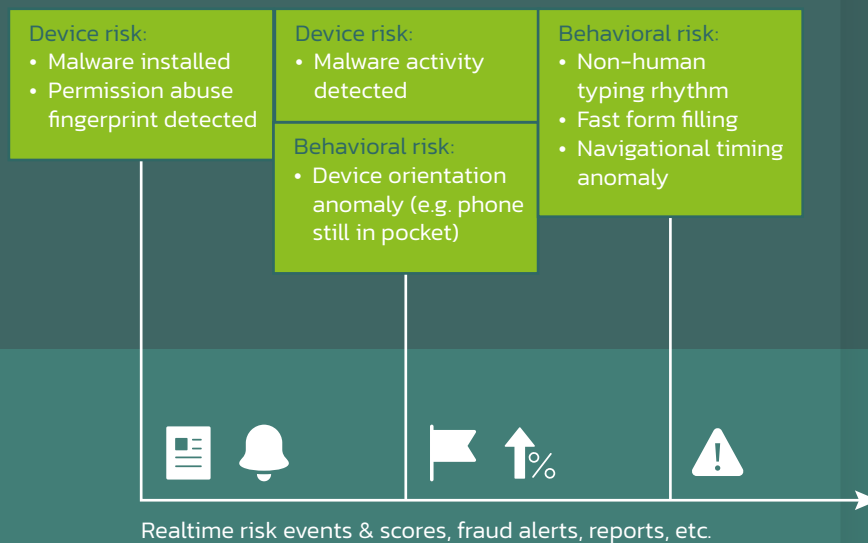 Device risk:
• Malware installed
• Permission abuse
fingerprint detected
Device risk:
• Malware activity
detected
Behavioral risk:
• Device orientation
anomaly (e.g. phone
still in pocket)
Behavioral risk:
• Non-human
typing rhythm
• Fast form filling
• Navigational timing
anomaly
%
!
Realtime risk events & scores, fraud alerts, reports, etc.